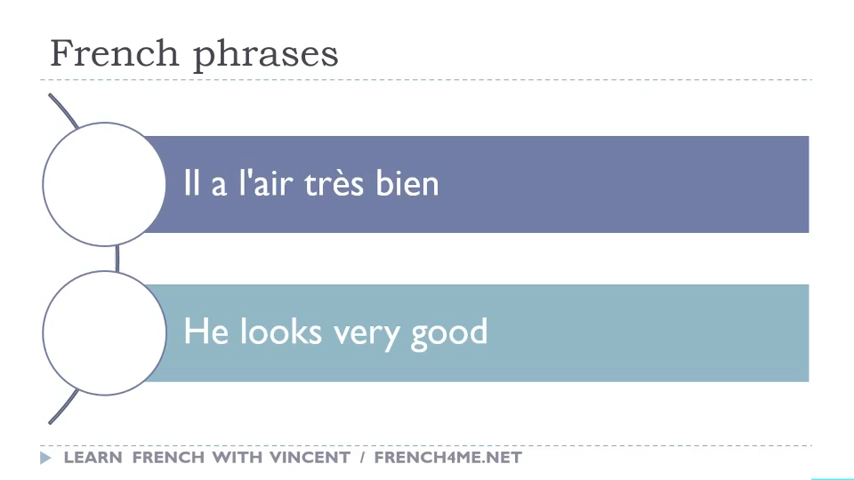 French phrases
Il a l'air très bien
He looks very good
LEARN FRENCH WITH VINCENT / FRENCH4ME.NET